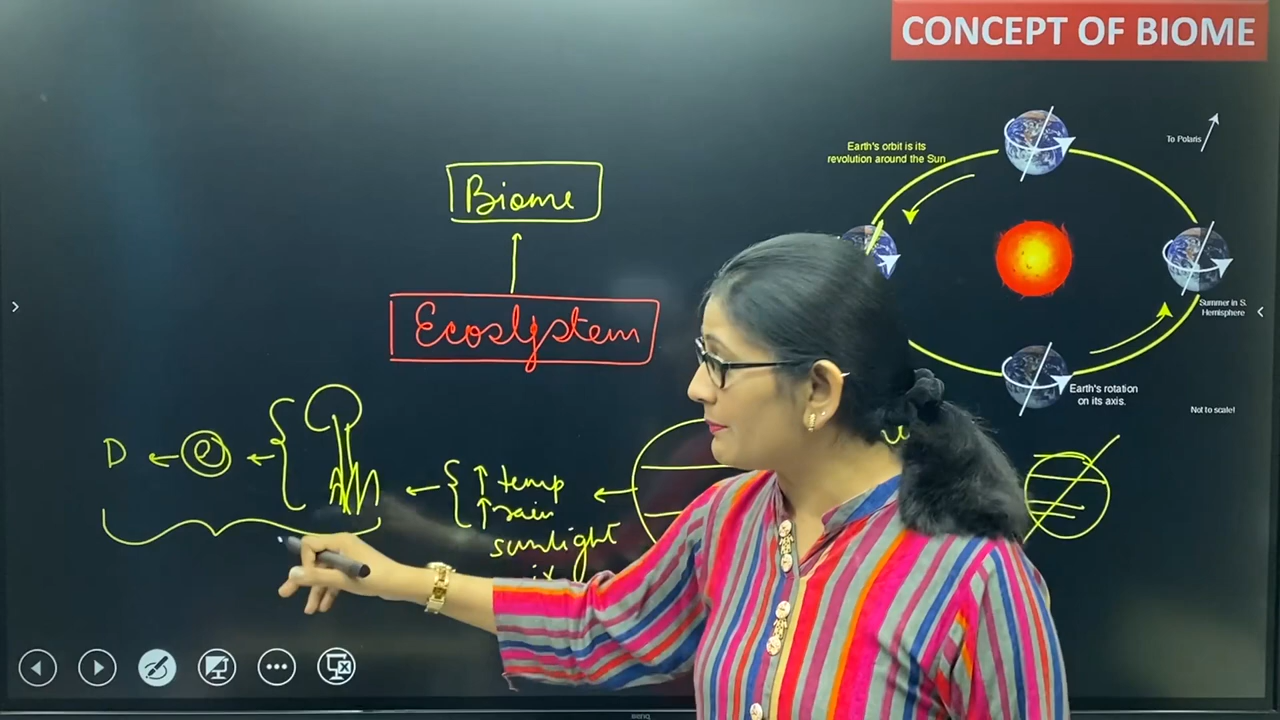 CONCEPT OF BIOME
To Polaris
Earth's orbit is its
revolution around the Sun
Biome
Summer in S.
Hemisphere
Ecosystem
Earth's rotation
on its axis.
Not to scale!
D
temp
rain
sunlight